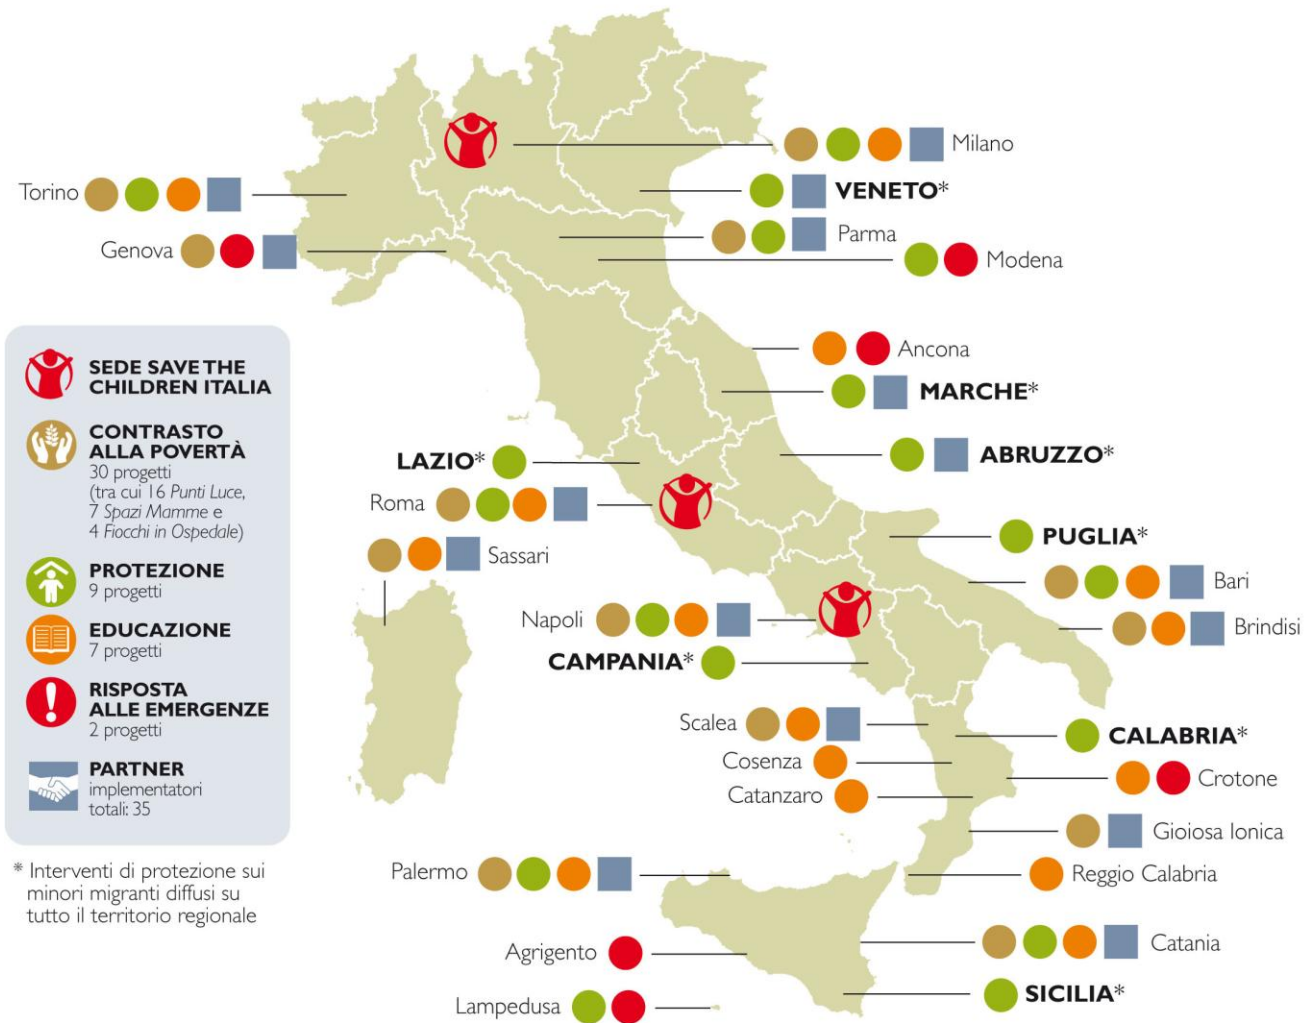 Milano
Torino
VENETO*
Parma
Genova
Modena
SEDE SAVE THE
CHILDREN ITALIA
CONTRASTO
ALLA POVERTÀ
30 progetti
(tra cui 16 Punti Luce,
7 Spazi Mamme e
4 Fiocchi in Ospedale)
PROTEZIONE
9 progetti
EDUCAZIONE
7 progetti
RISPOSTA
ALLE EMERGENZE
2 progetti
PARTNER
implementatori
totali: 35
* Interventi di protezione sui
minori migranti diffusi su
tutto il territorio regionale
Ancona
MARCHE*
ABRUZZO*
LAZIO*
Roma
Sassari
PUGLIA*
Bari
Napoli
Brindisi
CAMPANIA*
Scalea
CALABRIA*
Cosenza
Crotone
Catanzaro
Gioiosa Ionica
Palermo
Reggio Calabria
Catania
Agrigento
SICILIA*
Lampedusa